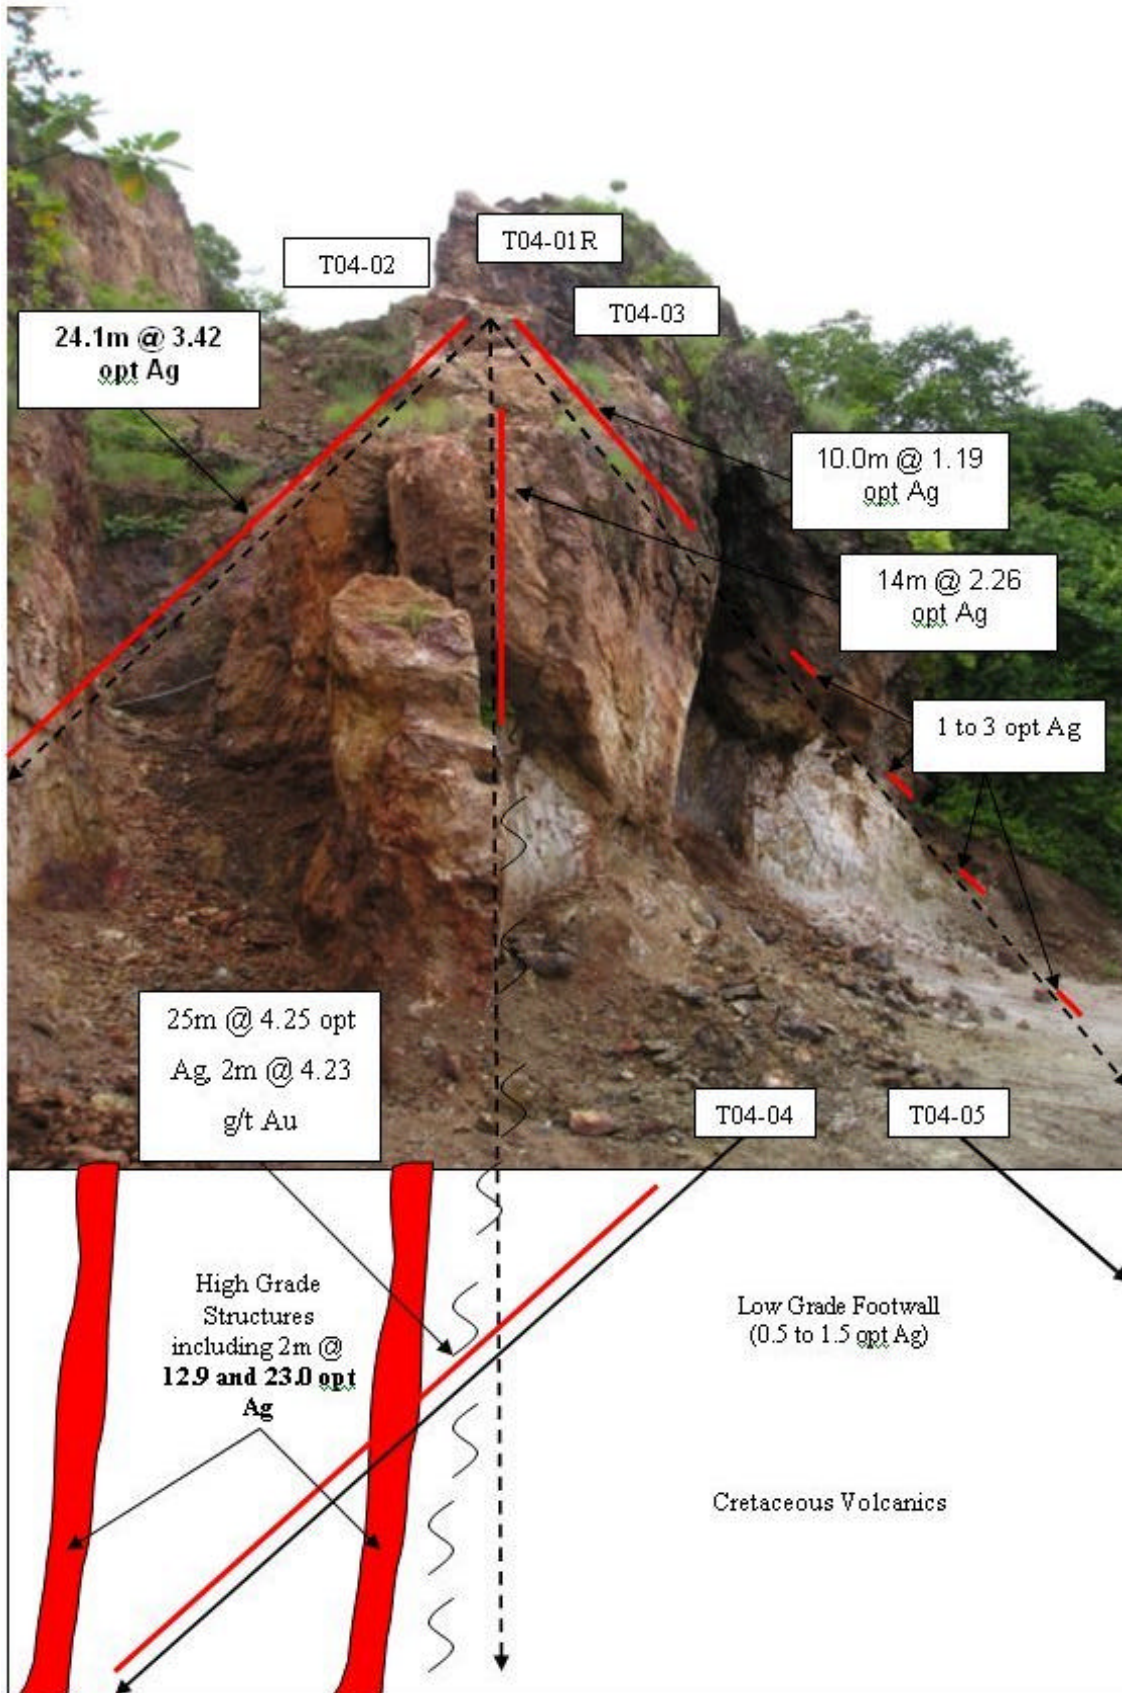 T04-02
T04-01R
T04-03
24.1m @ 3.42
opt Ag
10.0m @ 1.19
opt Ag
14m @ 2.26
opt Ag
1 to 3 opt Ag
25m @ 4.25 opt
Ag, 2m @ 4.23
g/t Au
T04-04
T04-05
High Grade
Structures
including 2m @
12.9 and 23.0 opt
Ag
Low Grade Footwall
(0.5 to 1.5 opt Ag)
Cretaceous Volcanics